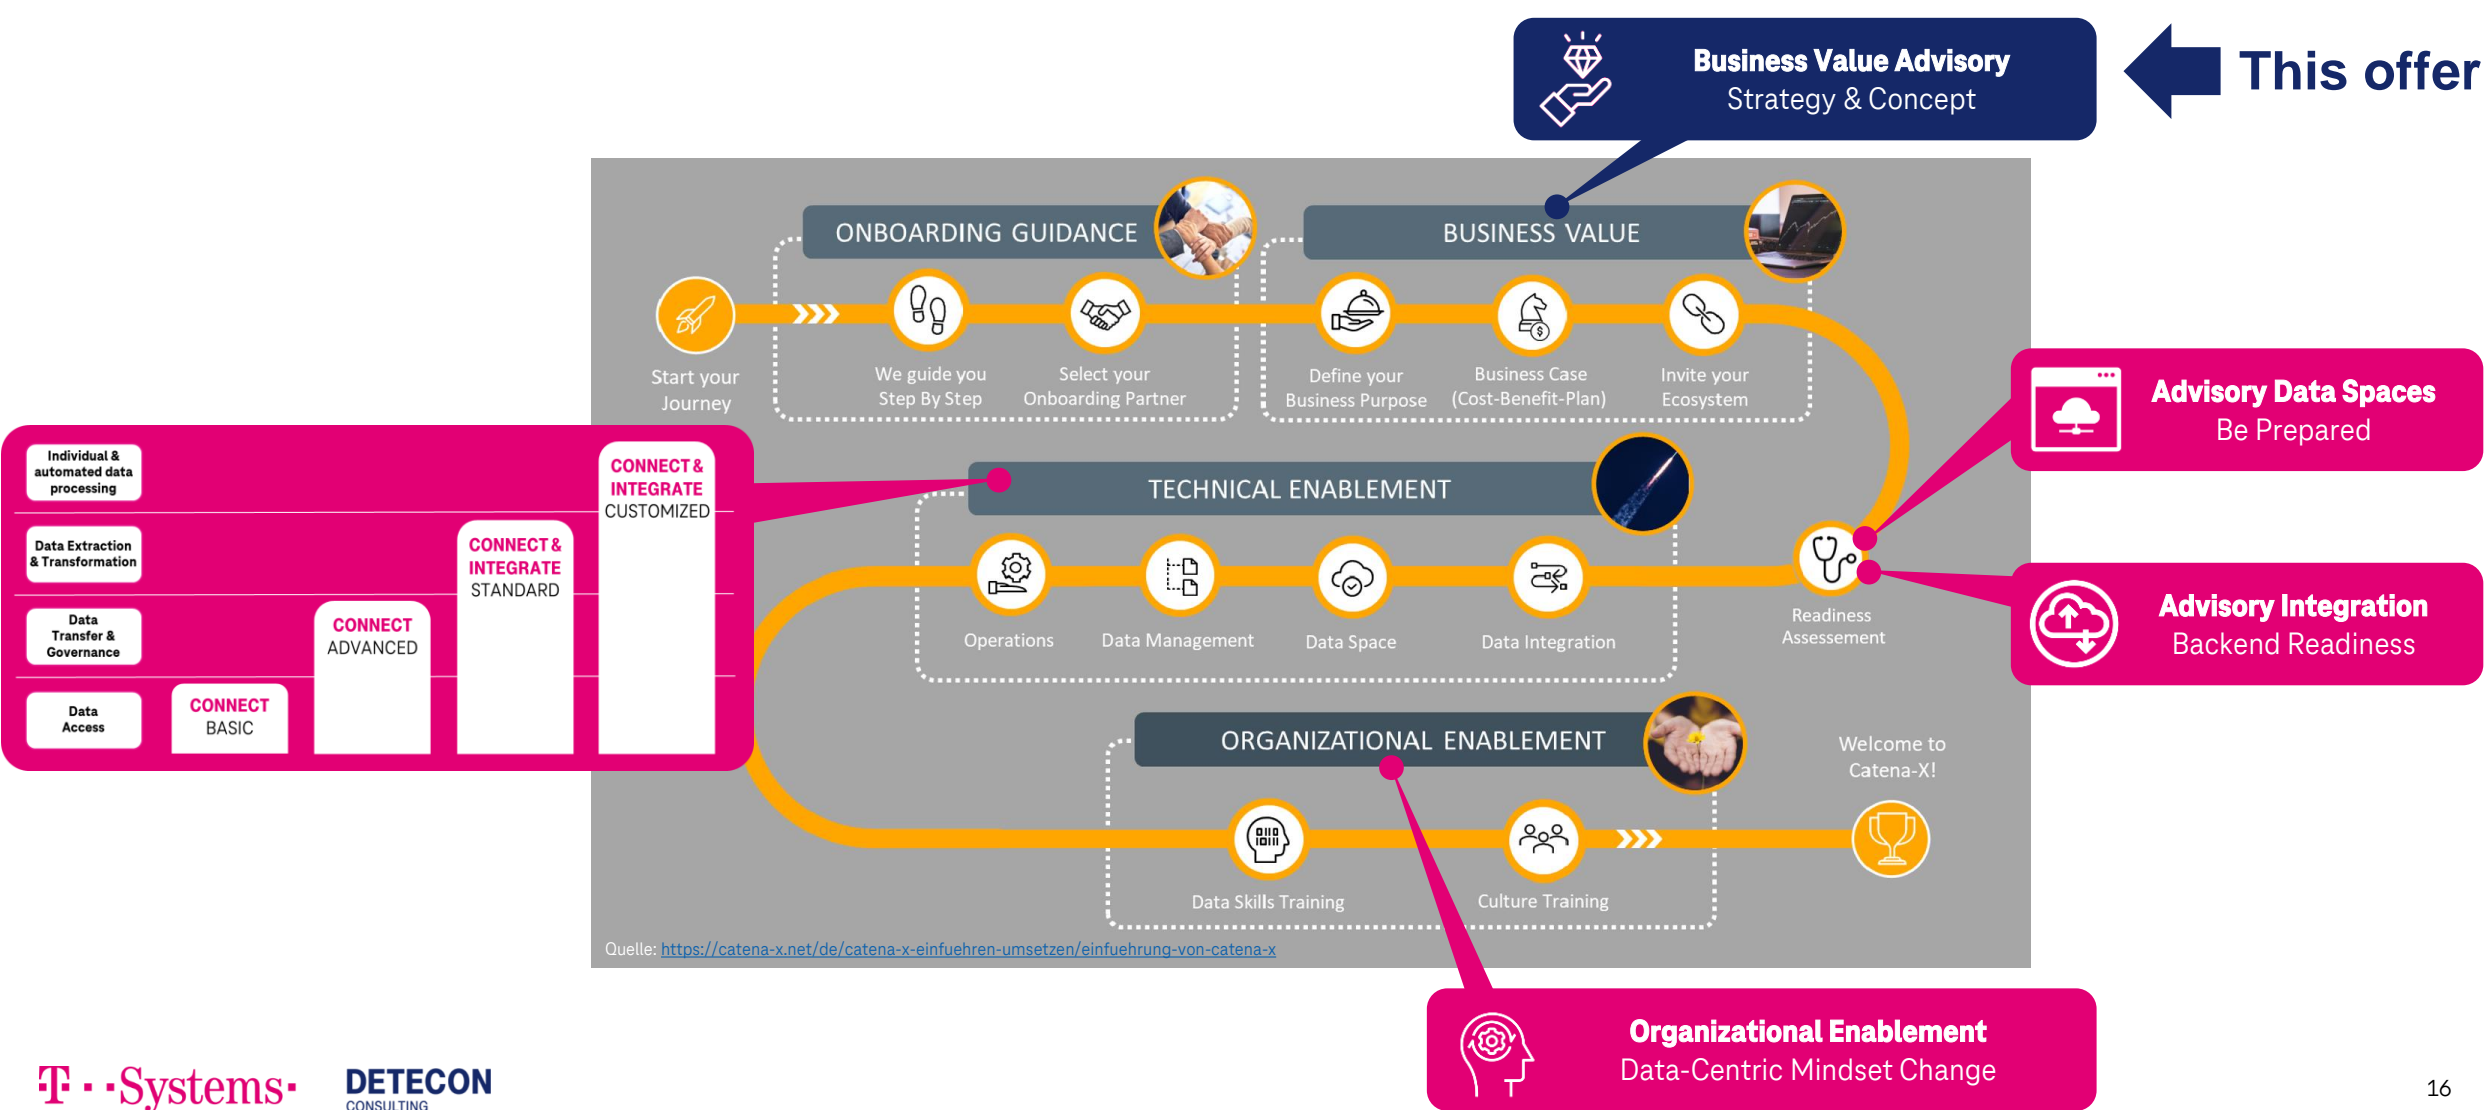 Business Value Advisory
Strategy & Concept
This offer
ONBOARDING GUIDANCE
BUSINESS VALUE
Start your
Journey
We guide you
Step By Step
Select your
Onboarding Partner
Define your
Business Purpose
Business Case
(Cost-Benefit-Plan)
Invite your
Ecosystem
Advisory Data Spaces
Be Prepared
Individual &
automated data
processing
CONNECT &
INTEGRATE
CUSTOMIZED
Data Extraction
& Transformation
CONNECT &
INTEGRATE
STANDARD
Data
Transfer &
Governance
CONNECT
ADVANCED
Data
Access
CONNECT
BASIC
TECHNICAL ENABLEMENT
Operations
Data Management
Data Space
Data Integration
Readiness
Assessement
Advisory Integration
Backend Readiness
ORGANIZATIONAL ENABLEMENT
Welcome to
Catena-X!
Data Skills Training
Culture Training
Quelle: https://catena-x.net/de/catena-x-einfuehren-umsetzen/einfuehrung-von-catena-x
Organizational Enablement
Data-Centric Mindset Change
T··Systems·
DETECON
CONSULTING
16